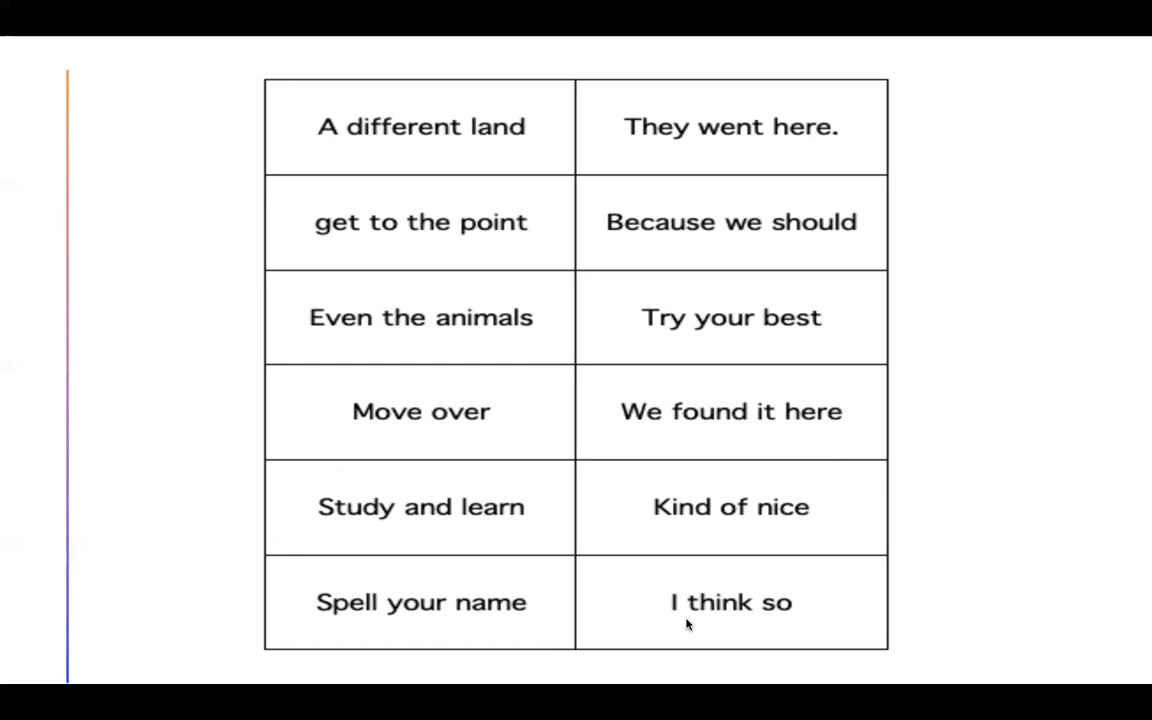 A different land
They went here.
get to the point
Because we should
Even the animals
Try your best
Move over
We found it here
Study and learn
Kind of nice
Spell your name
I think so